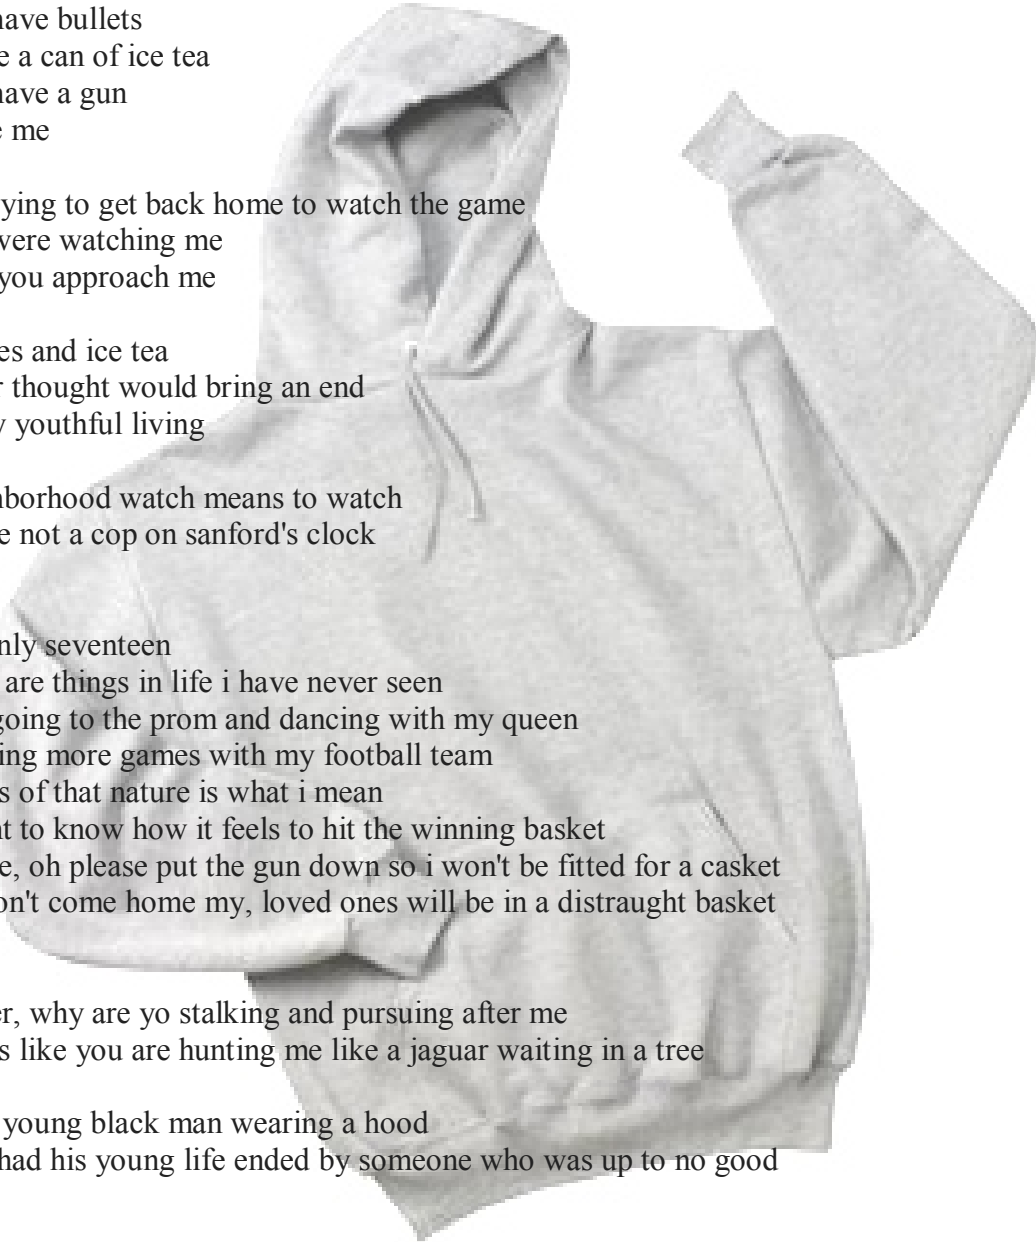 have bullets
e a can of ice tea
have a gun
e me
ying to get back home to watch the game
were watching me
you approach me
es and ice tea
r thought would bring an end
y youthful living
nborhood watch means to watch
e not a cop on sanford's clock
nly seventeen
are things in life i have never seen
going to the prom and dancing with my queen
ing more games with my football team
s of that nature is what i mean
nt to know how it feels to hit the winning basket
e, oh please put the gun down so i won't be fitted for a casket
on't come home my, loved ones will be in a distraught basket
er, why are yo stalking and pursuing after me
s like you are hunting me like a jaguar waiting in a tree
young black man wearing a hood
had his young life ended by someone who was up to no good